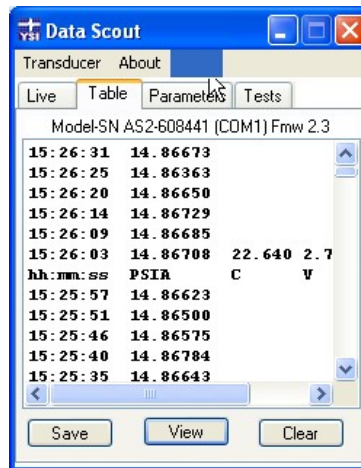 YSI Data Scout
Transducer About
Live Table Parameters Tests
Model-SN AS2-608441 (COM1) Fmw 2.3
15:26:31 14.86673
15:26:25 14.86363
15:26:20 14.86650
15:26:14 14.86729
15:26:09 14.86685
15:26:03 14.86708 22.640 2.7
hh:mm:ss PSIA C V
15:25:57 14.86623
15:25:51 14.86500
15:25:46 14.86575
15:25:40 14.86784
15:25:35 14.86643
Save View Clear